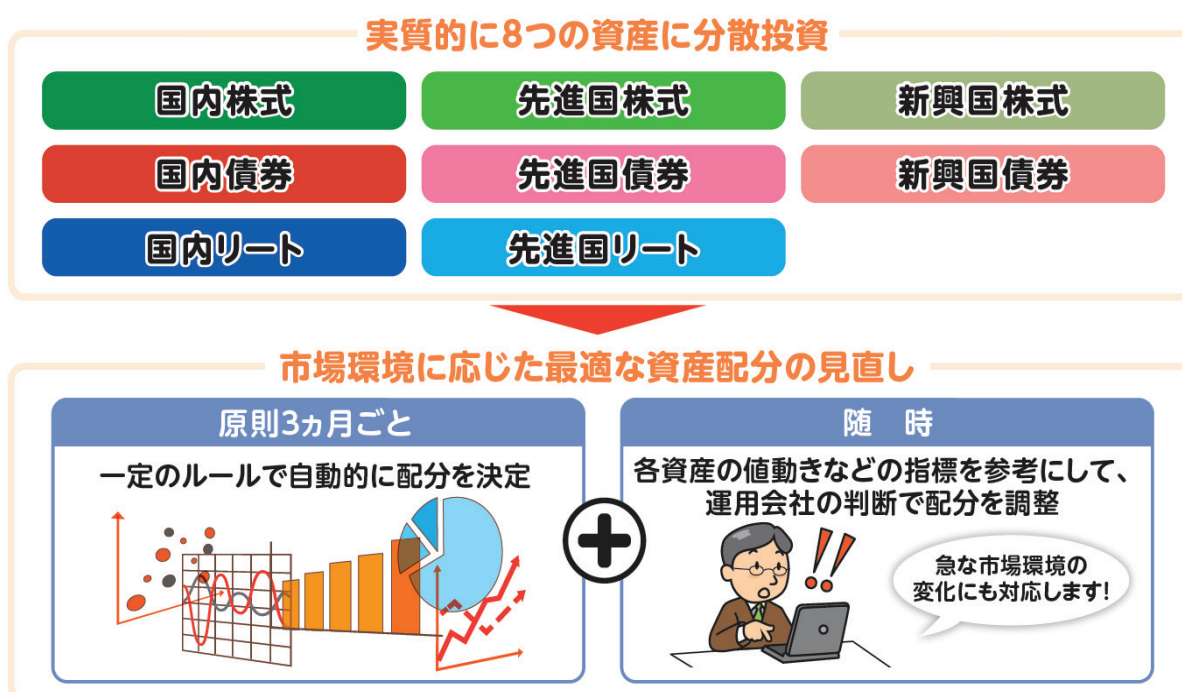 実質的に8つの資産に分散投資
国内株式
先進国株式
新興国株式
国内債券
先進国債券
新興国債券
国内リート
先進国リート
市場環境に応じた最適な資産配分の見直し
原則3ヵ月ごと
一定のルールで自動的に配分を決定
随 時
各資産の値動きなどの指標を参考にして、
運用会社の判断で配分を調整
急な市場環境の
変化にも対応します!